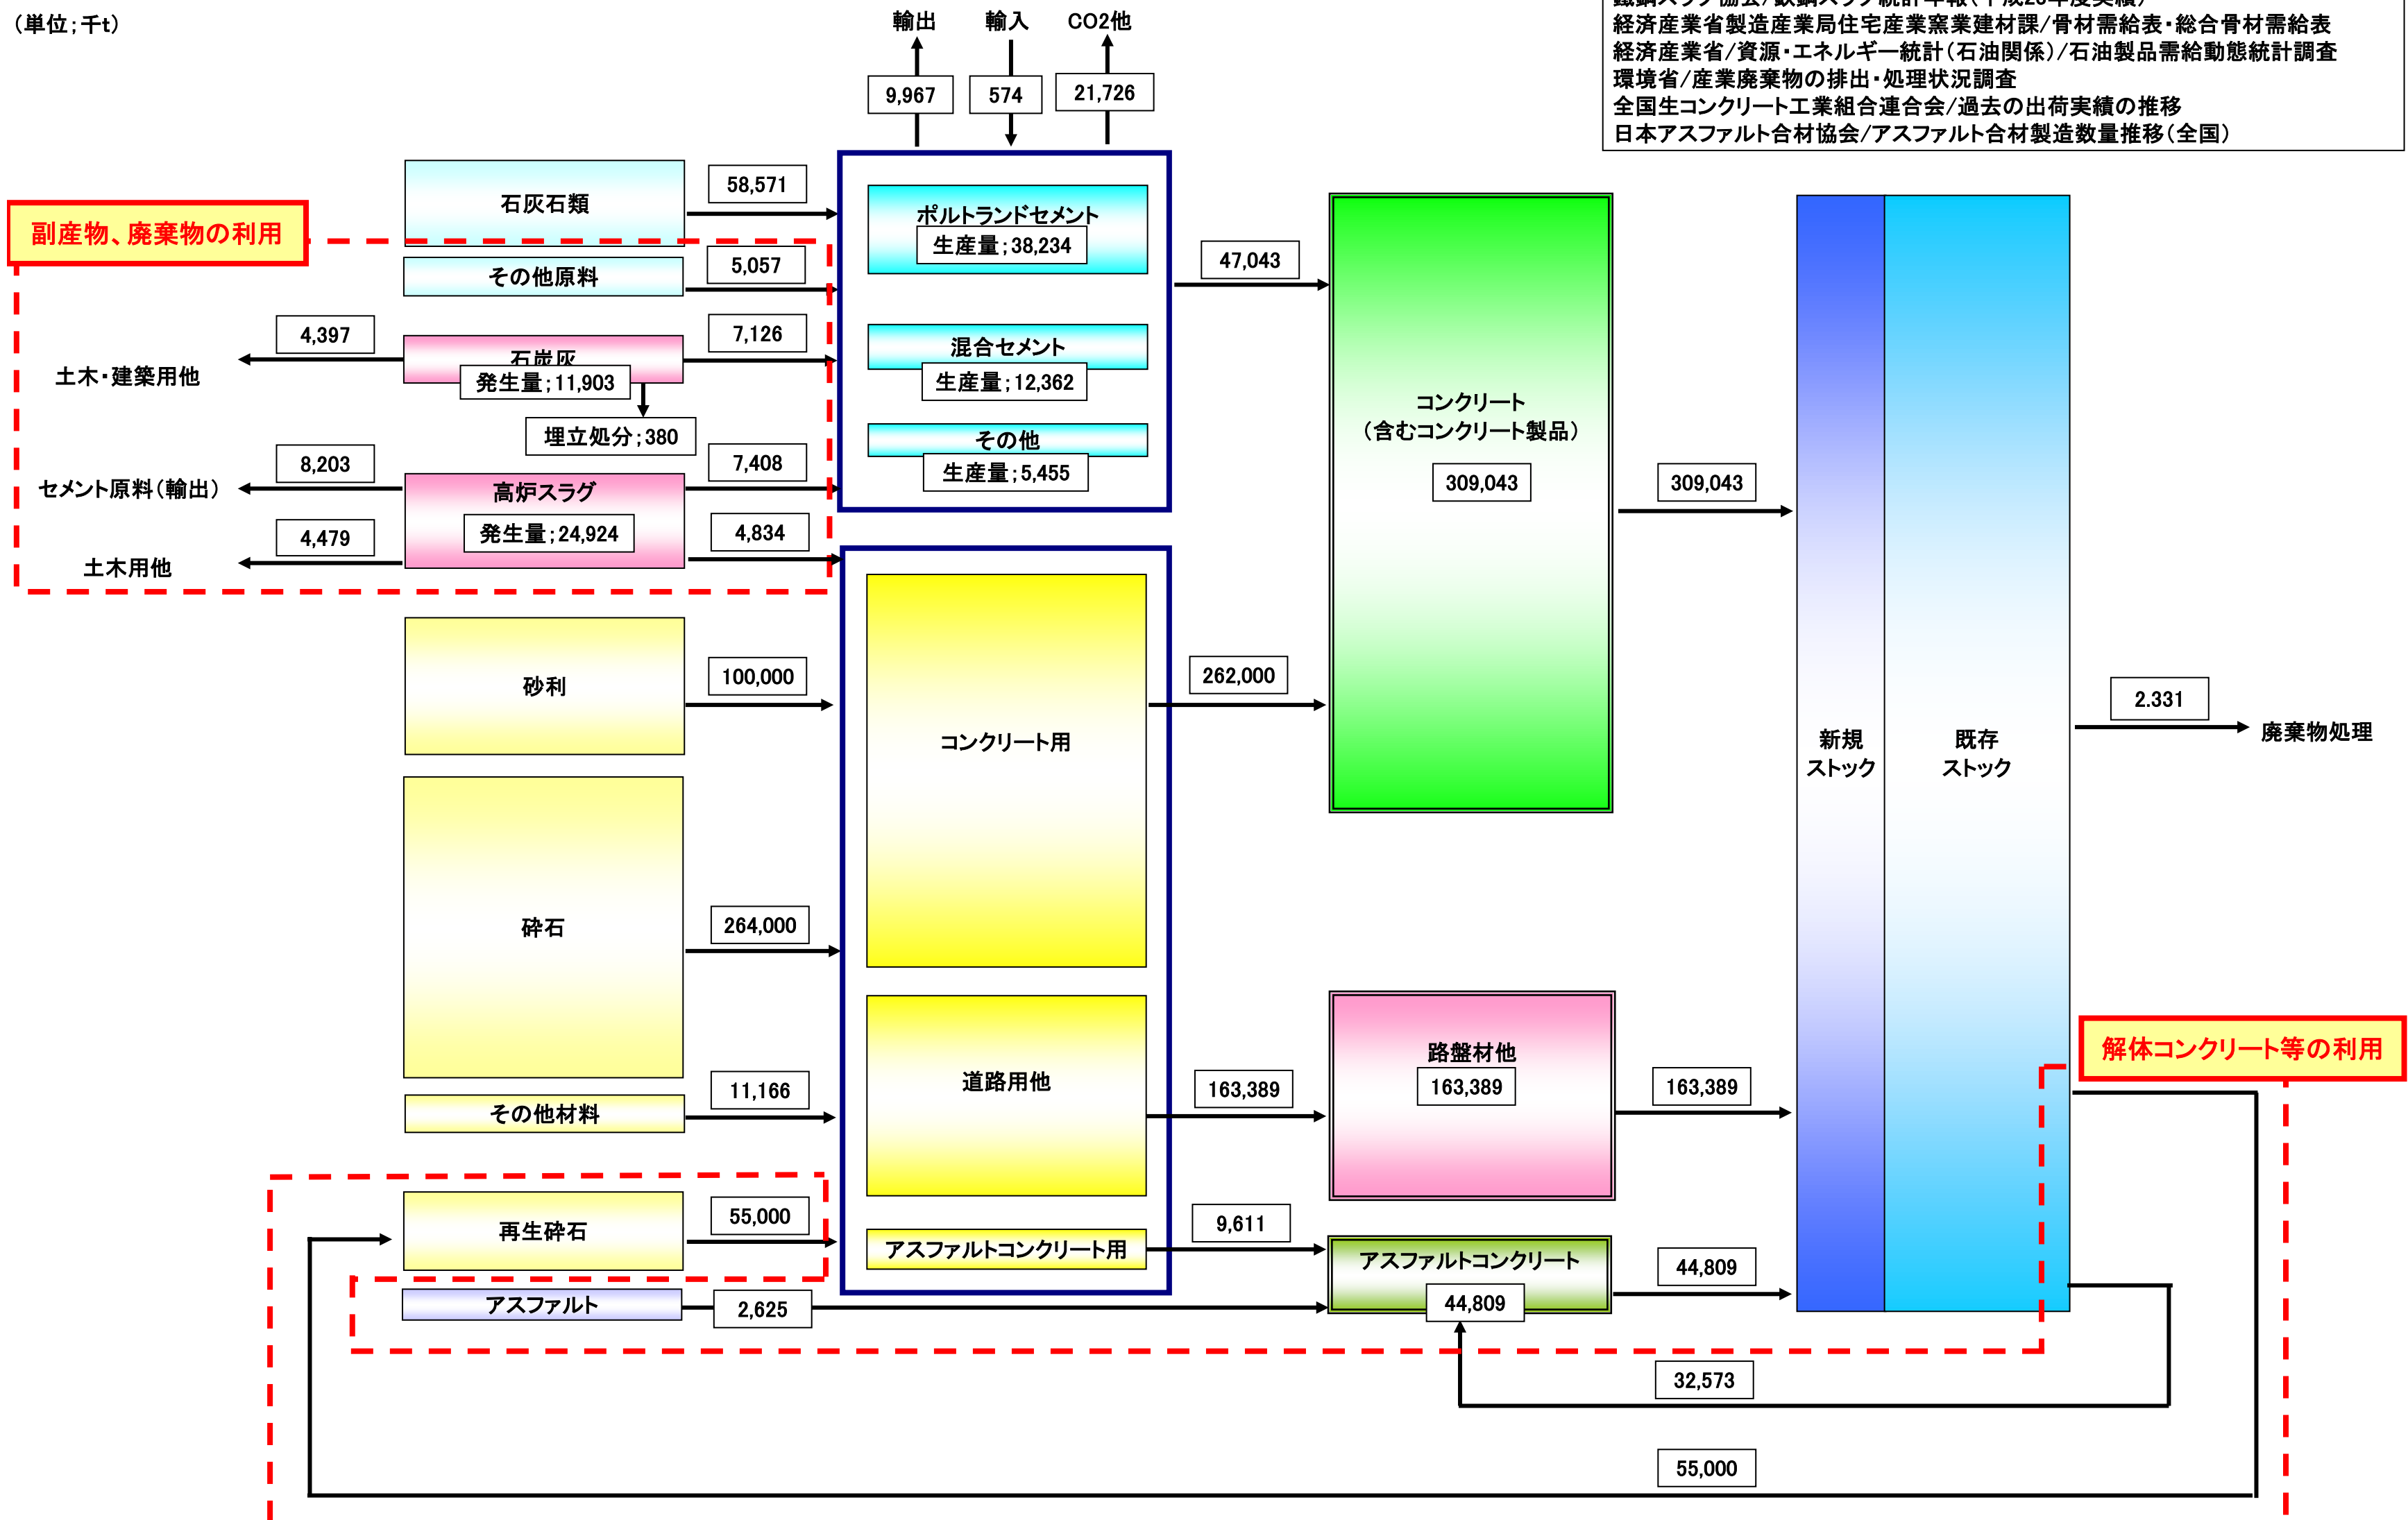 (単位;千t)
輸出
輸入
CO2他
9,967
574
21,726
鐵鋼スラグ協会/鉄鋼スラグ統計年報(平成26年度実績)
経済産業省製造産業局住宅産業窯業建材課/骨材需給表・総合骨材需給表
経済産業省/資源・エネルギー統計(石油関係)/石油製品需給動態統計調査
環境省/産業廃棄物の排出・処理状況調査
全国生コンクリート工業組合連合会/過去の出荷実績の推移
日本アスファルト合材協会/アスファルト合材製造数量推移(全国)
副産物、廃棄物の利用
石灰石類
58,571
その他原料
5,057
土木・建築用他
4,397
石炭灰
発生量;11,903
7,126
埋立処分;380
セメント原料(輸出)
8,203
高炉スラグ
発生量;24,924
7,408
土木用他
4,479
4,834
ポルトランドセメント
生産量;38,234
混合セメント
生産量;12,362
その他
生産量;5,455
47,043
コンクリート
(含むコンクリート製品)
309,043
309,043
砂利
100,000
コンクリート用
262,000
砕石
264,000
その他材料
11,166
道路用他
163,389
路盤材他
163,389
163,389
再生砕石
55,000
アスファルトコンクリート用
9,611
アスファルト
2,625
アスファルトコンクリート
44,809
44,809
新規
ストック
既存
ストック
2.331
廃棄物処理
解体コンクリート等の利用
32,573
55,000